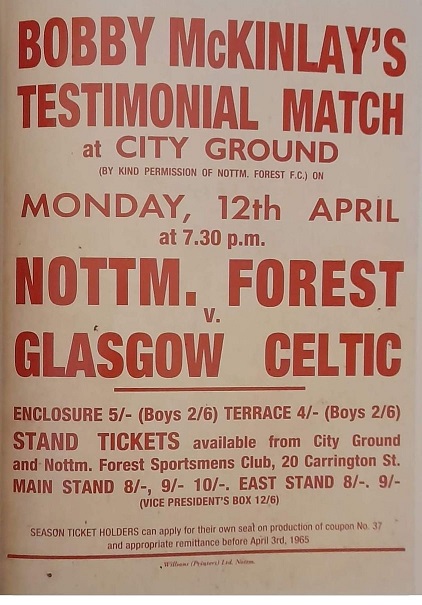 BOBBY McKINLAY'S
TESTIMONIAL MATCH
at CITY GROUND
(BY KIND PERMISSION OF NOTTM. FOREST F.C.) ON
MONDAY, 12th APRIL
at 7.30 p.m.
NOTTM. FOREST
v.
GLASGOW CELTIC
ENCLOSURE 5/- (Boys 2/6) TERRACE 4/- (Boys 2/6)
STAND TICKETS available from City Ground
and Nottm. Forest Sportsmens Club, 20 Carrington St.
MAIN STAND 8/-, 9/- 10/-. EAST STAND 8/-. 9/-
(VICE PRESIDENT'S BOX 12/6)
SEASON TICKET HOLDERS can apply for their own seat on production of coupon No. 37
and appropriate remittance before April 3rd, 1965
(Printers) Ltd. Nottm.